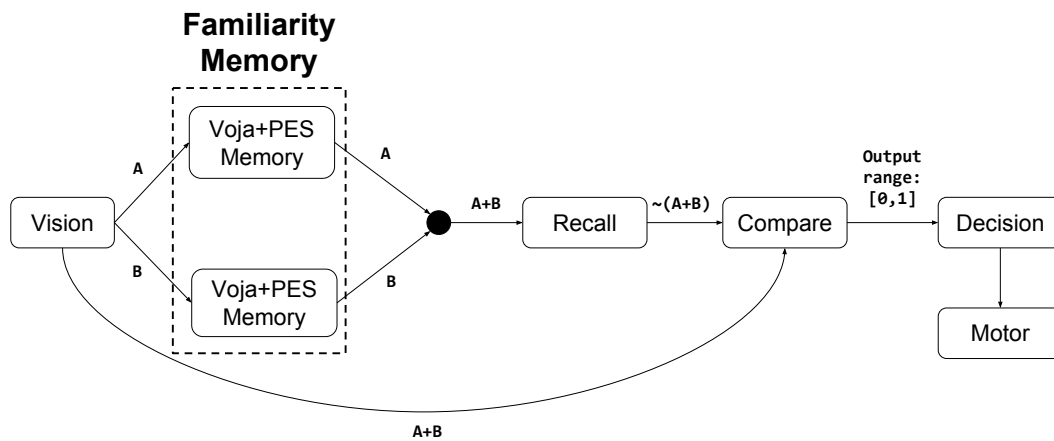 Familiarity
Memory
Voja+PES
Memory
A
A
Vision
B
B
Voja+PES
Memory
A+B
Recall
~(A+B)
Compare
Output
range:
[0,1]
Decision
Motor
A+B